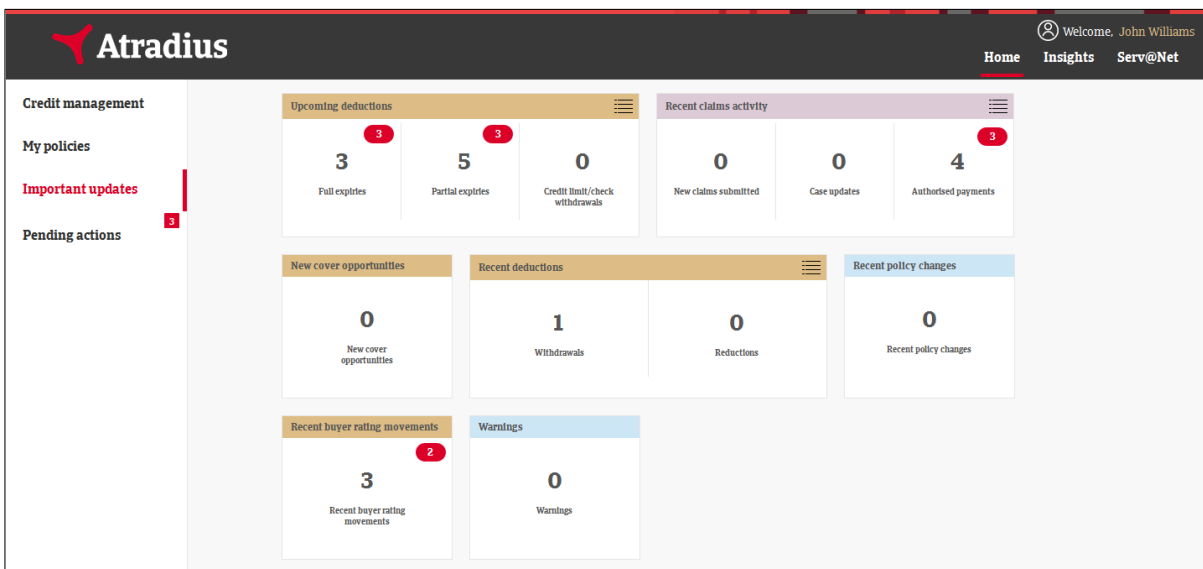 Atradius
Welcome, John Williams
Home Insights Serv@Net
Credit management
My policies
Important updates
3
Pending actions
Upcoming deductions
3
3
3
Full expiries
5
Partial expiries
0
Credit limit/check
withdrawals
Recent claims activity
3
0
New claims submitted
0
Case updates
4
Authorised payments
New cover opportunities
0
New cover
opportunities
Recent deductions
1
Withdrawals
0
Reductions
Recent policy changes
0
Recent policy changes
Recent buyer rating movements
2
3
Recent buyer rating
movements
Warnings
0
Warnings